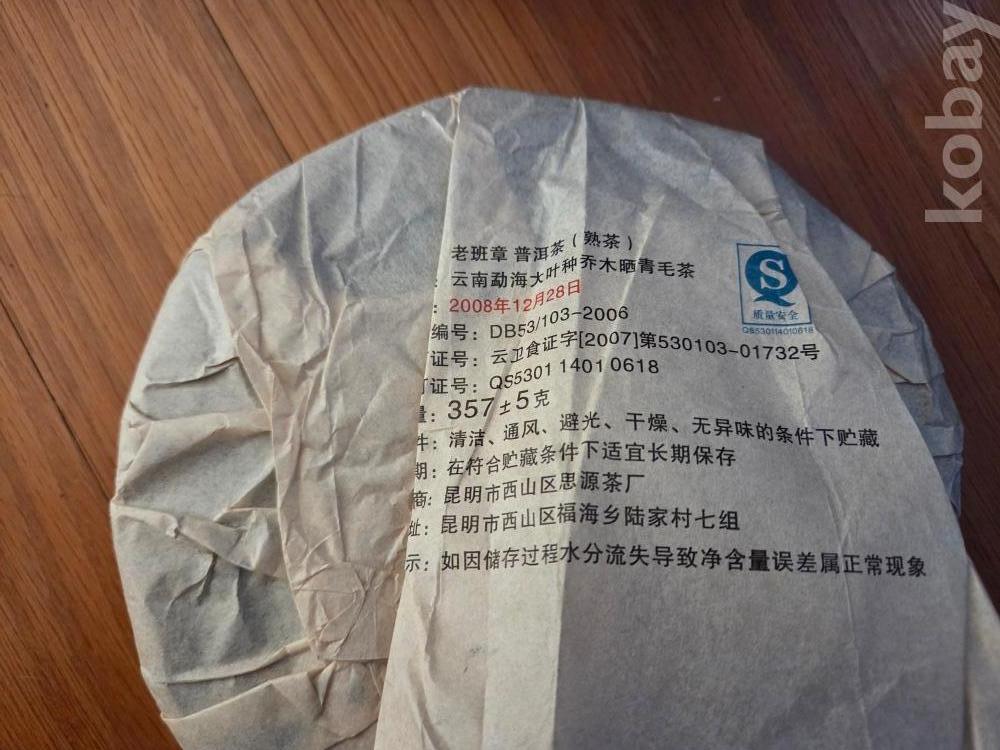 老班章 普洱茶(熟茶)
: 云南勐海大叶种乔木晒青毛茶
: 2008年12月28日
编号: DB53/103-2006
证号: 云卫食证字[2007]第530103-01732号
证号: QS5301 1401 0618
量: 357±5克
件: 清洁、通风、避光、干燥、无异味的条件下贮藏
期: 在符合贮藏条件下适宜长期保存
商: 昆明市西山区思源茶厂
址: 昆明市西山区福海乡陆家村七组
示: 如因储存过程水分流失导致净含量误差属正常现象
质量安全
QS530114010618
kobay